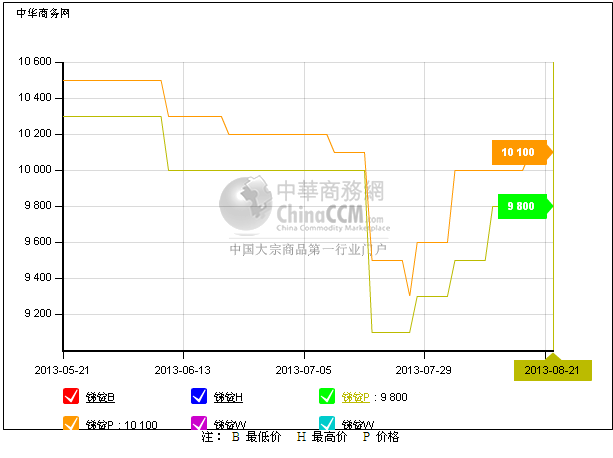 中华商务网
10 600
10 400
10 200
10 000
9 800
9 600
9 400
9 200
10 100
9 800
中華商務網
ChinaCCM.com
China Commodity Marketplace
中国大宗商品第一行业门户
2013-05-21
2013-06-13
2013-07-05
2013-07-29
2013-08-21
锑锭B
锑锭H
锑锭P : 9 800
锑锭P : 10 100
锑锭W
锑锭W
注： B 最低价 H 最高价 P 价格